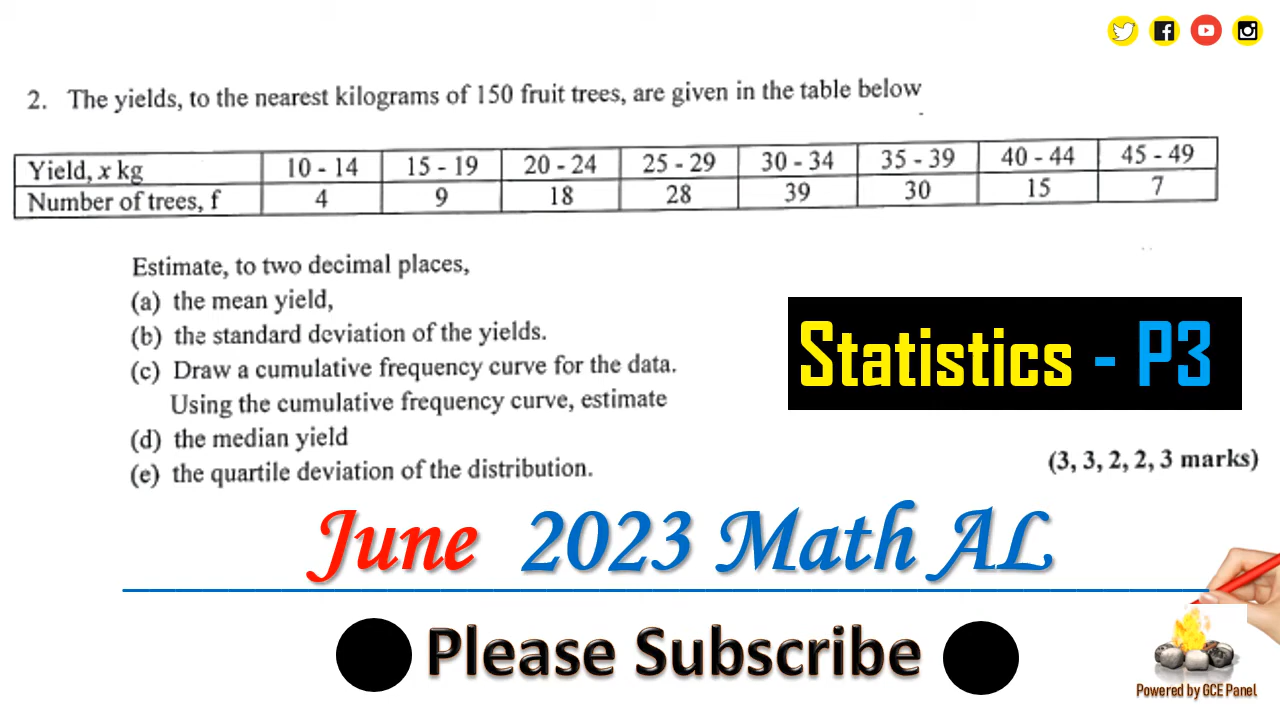 2. The yields, to the nearest kilograms of 150 fruit trees, are given in the table below
Yield, x kg 10 - 14 15 - 19 20 - 24 25 - 29 30 - 34 35 - 39 40 - 44 45 - 49
Number of trees, f 4 9 18 28 39 30 15 7
Estimate, to two decimal places,
(a) the mean yield,
(b) the standard deviation of the yields.
(c) Draw a cumulative frequency curve for the data.
Using the cumulative frequency curve, estimate
(d) the median yield
(e) the quartile deviation of the distribution.
(3, 3, 2, 2, 3 marks)
Statistics - P3
June 2023 Math AL
Please Subscribe
Powered by GCE Panel